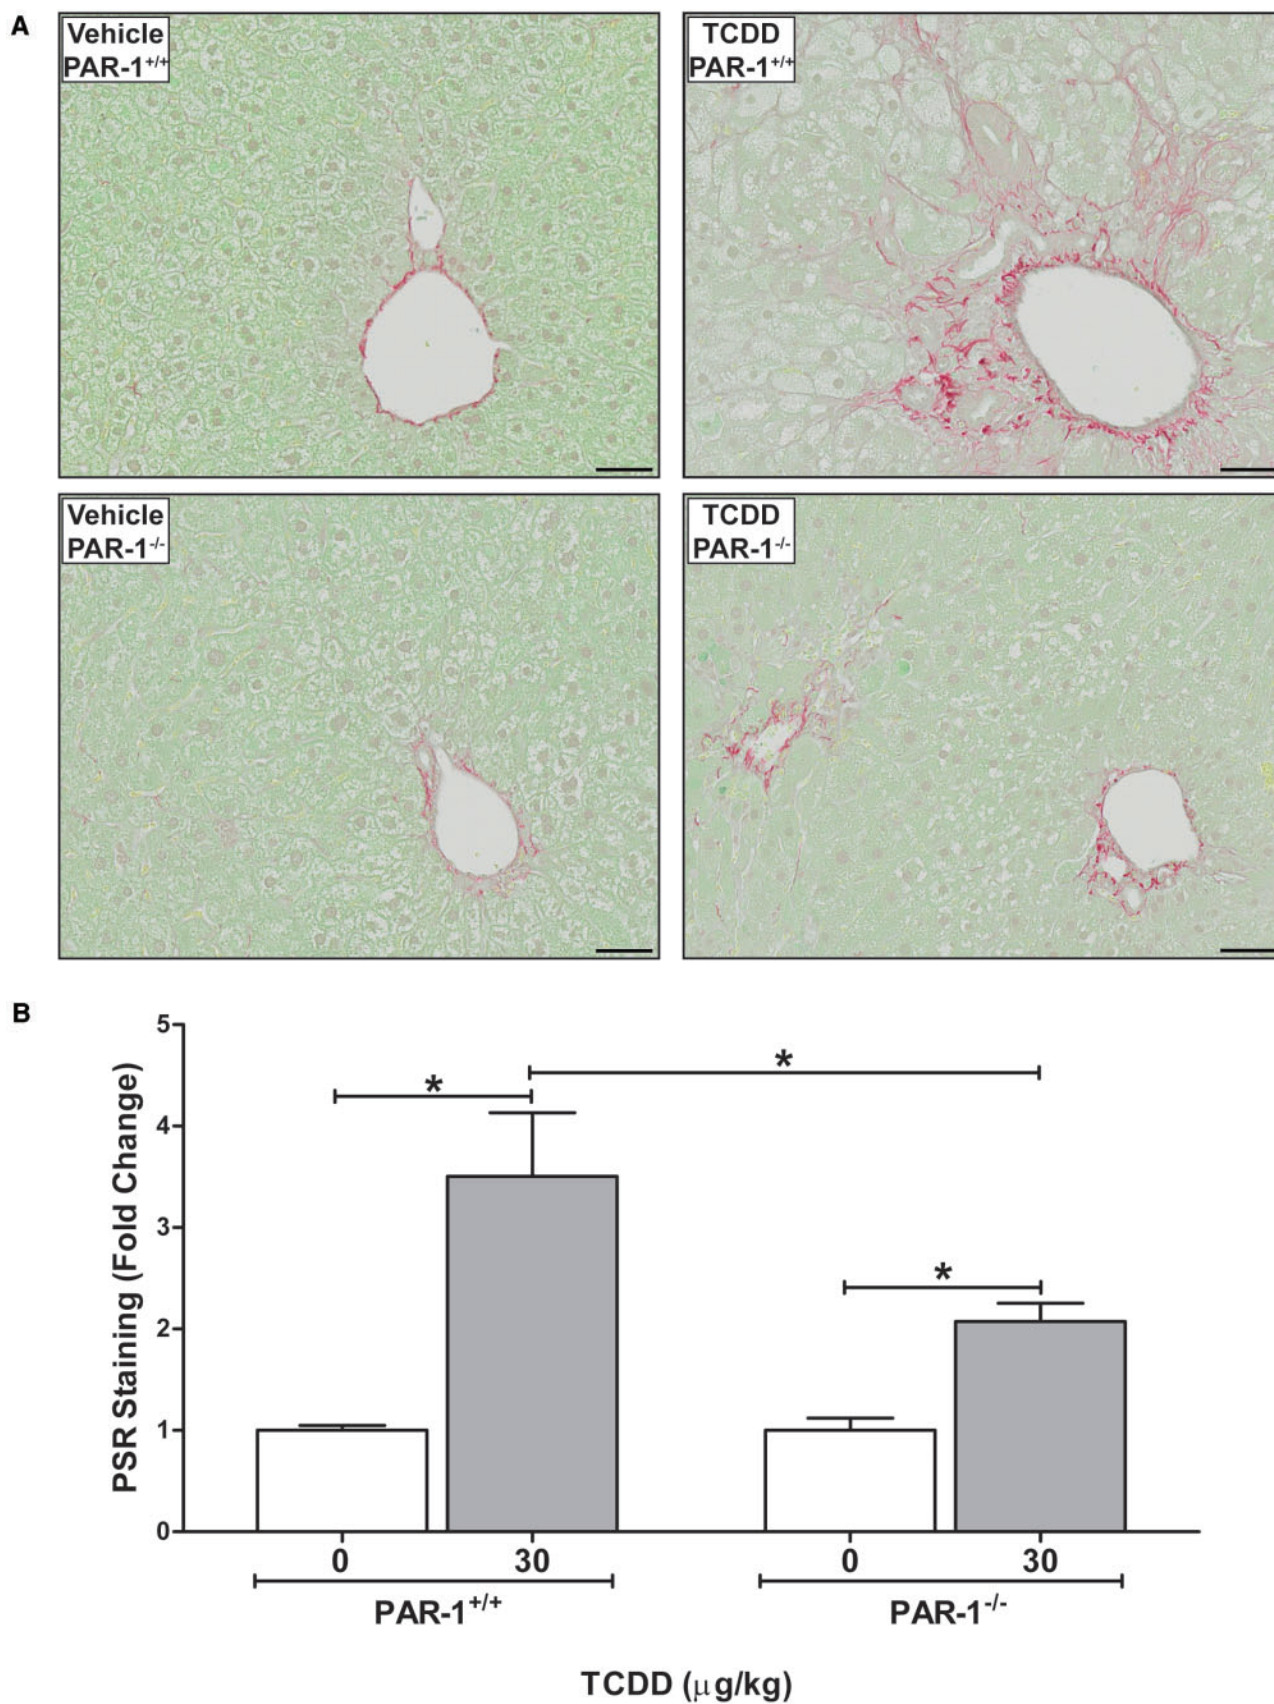 A
Vehicle
PAR-1+/+
TCDD
PAR-1+/+
Vehicle
PAR-1-/-
TCDD
PAR-1-/-
B
PSR Staining (Fold Change)
5
4
3
2
1
0
*
*
*
0
30
0
30
PAR-1+/+
PAR-1-/-
TCDD (μg/kg)